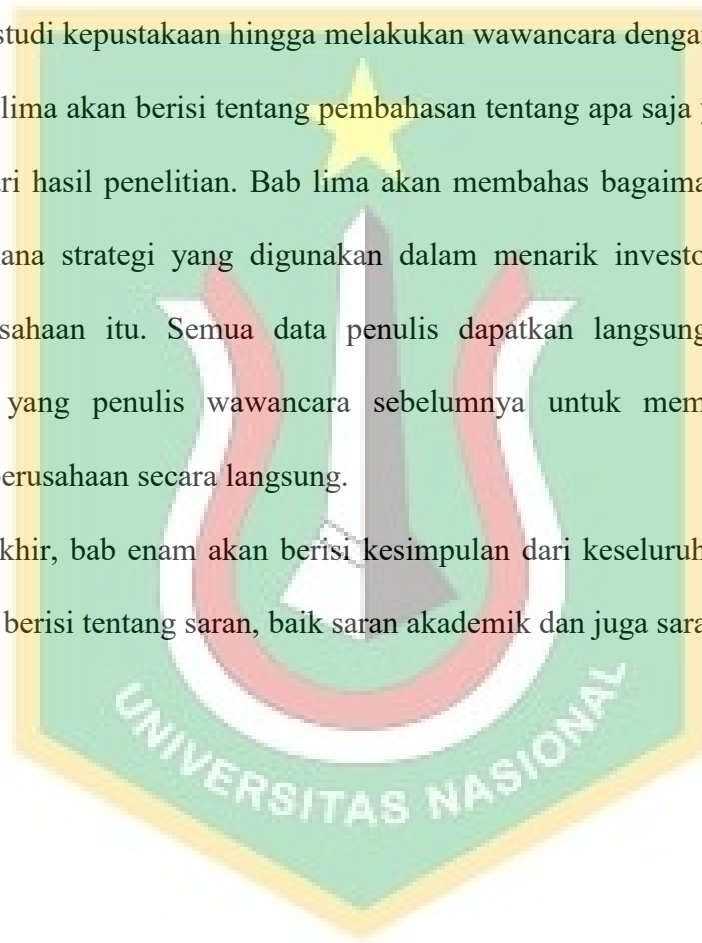 studi kepustakaan hingga melakukan wawancara dengan
lima akan berisi tentang pembahasan tentang apa saja
ri hasil penelitian. Bab lima akan membahas bagaima
ana strategi yang digunakan dalam menarik investo
sahaan itu. Semua data penulis dapatkan langsung
yang penulis wawancara sebelumnya untuk mem
perusahaan secara langsung.
khir, bab enam akan berisi kesimpulan dari keseluruh
berisi tentang saran, baik saran akademik dan juga sara
UNIVERSITAS NASIONAL